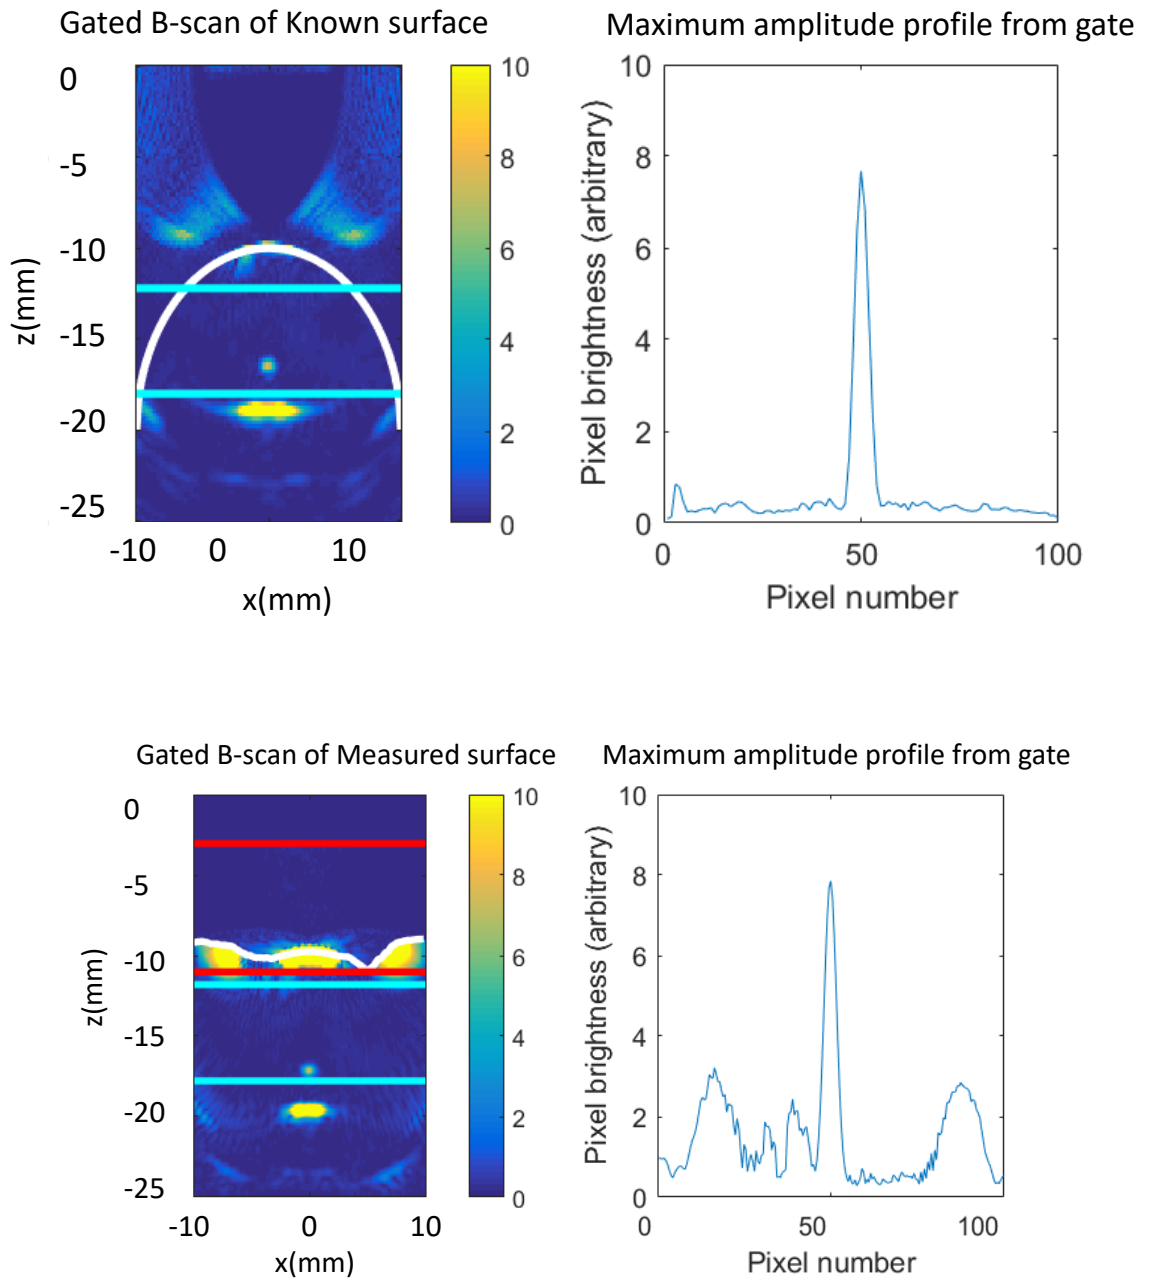 Gated B-scan of Known surface
Maximum amplitude profile from gate
0
-5
-10
-15
-20
-25
z(mm)
-10 0 10
x(mm)
10
8
6
4
2
0
10
8
6
4
2
0
Pixel brightness (arbitrary)
0 50 100
Pixel number
Gated B-scan of Measured surface
Maximum amplitude profile from gate
0
-5
-10
-15
-20
-25
z(mm)
-10 0 10
x(mm)
10
8
6
4
2
0
10
8
6
4
2
0
Pixel brightness (arbitrary)
0 50 100
Pixel number